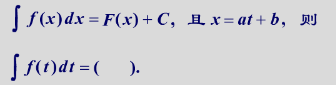 ∫ f(x)dx = F(x) + C, 且 x = at + b, 则
∫ f(t)dt = ( ).